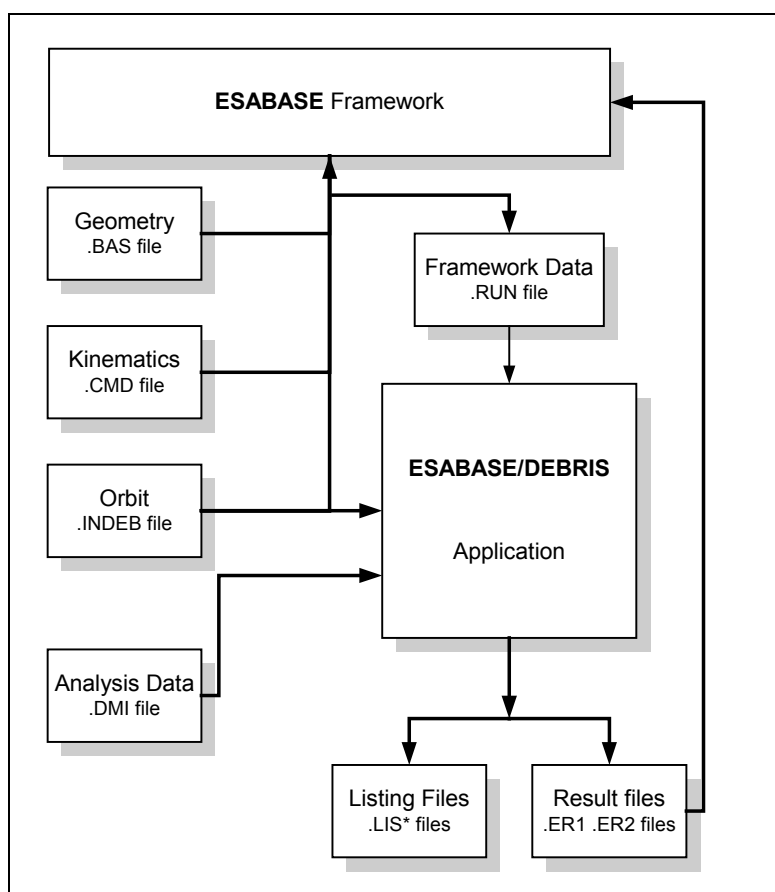 ESABASE Framework
Geometry
.BAS file
Framework Data
.RUN file
Kinematics
.CMD file
ESABASE/DEBRIS
Application
Orbit
.INDEB file
Analysis Data
.DMI file
Listing Files
.LIS* files
Result files
.ER1 .ER2 files